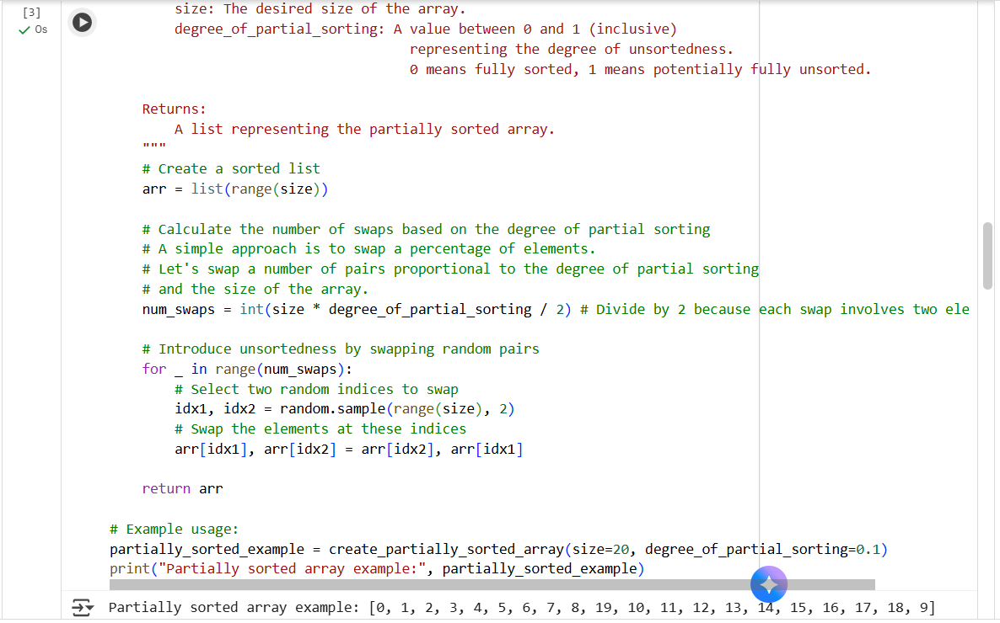 [3]
0s
size: The desired size of the array.
degree_of_partial_sorting: A value between 0 and 1 (inclusive)
representing the degree of unsortedness.
0 means fully sorted, 1 means potentially fully unsorted.
Returns:
A list representing the partially sorted array.
"""
# Create a sorted list
arr = list(range(size))
# Calculate the number of swaps based on the degree of partial sorting
# A simple approach is to swap a percentage of elements.
# Let's swap a number of pairs proportional to the degree of partial sorting
# and the size of the array.
num_swaps = int(size * degree_of_partial_sorting / 2) # Divide by 2 because each swap involves two ele
# Introduce unsortedness by swapping random pairs
for _ in range(num_swaps):
# Select two random indices to swap
idx1, idx2 = random.sample(range(size), 2)
# Swap the elements at these indices
arr[idx1], arr[idx2] = arr[idx2], arr[idx1]
return arr
# Example usage:
partially_sorted_example = create_partially_sorted_array(size=20, degree_of_partial_sorting=0.1)
print("Partially sorted array example:", partially_sorted_example)
Partially sorted array example: [0, 1, 2, 3, 4, 5, 6, 7, 8, 19, 10, 11, 12, 13, 14, 15, 16, 17, 18, 9]